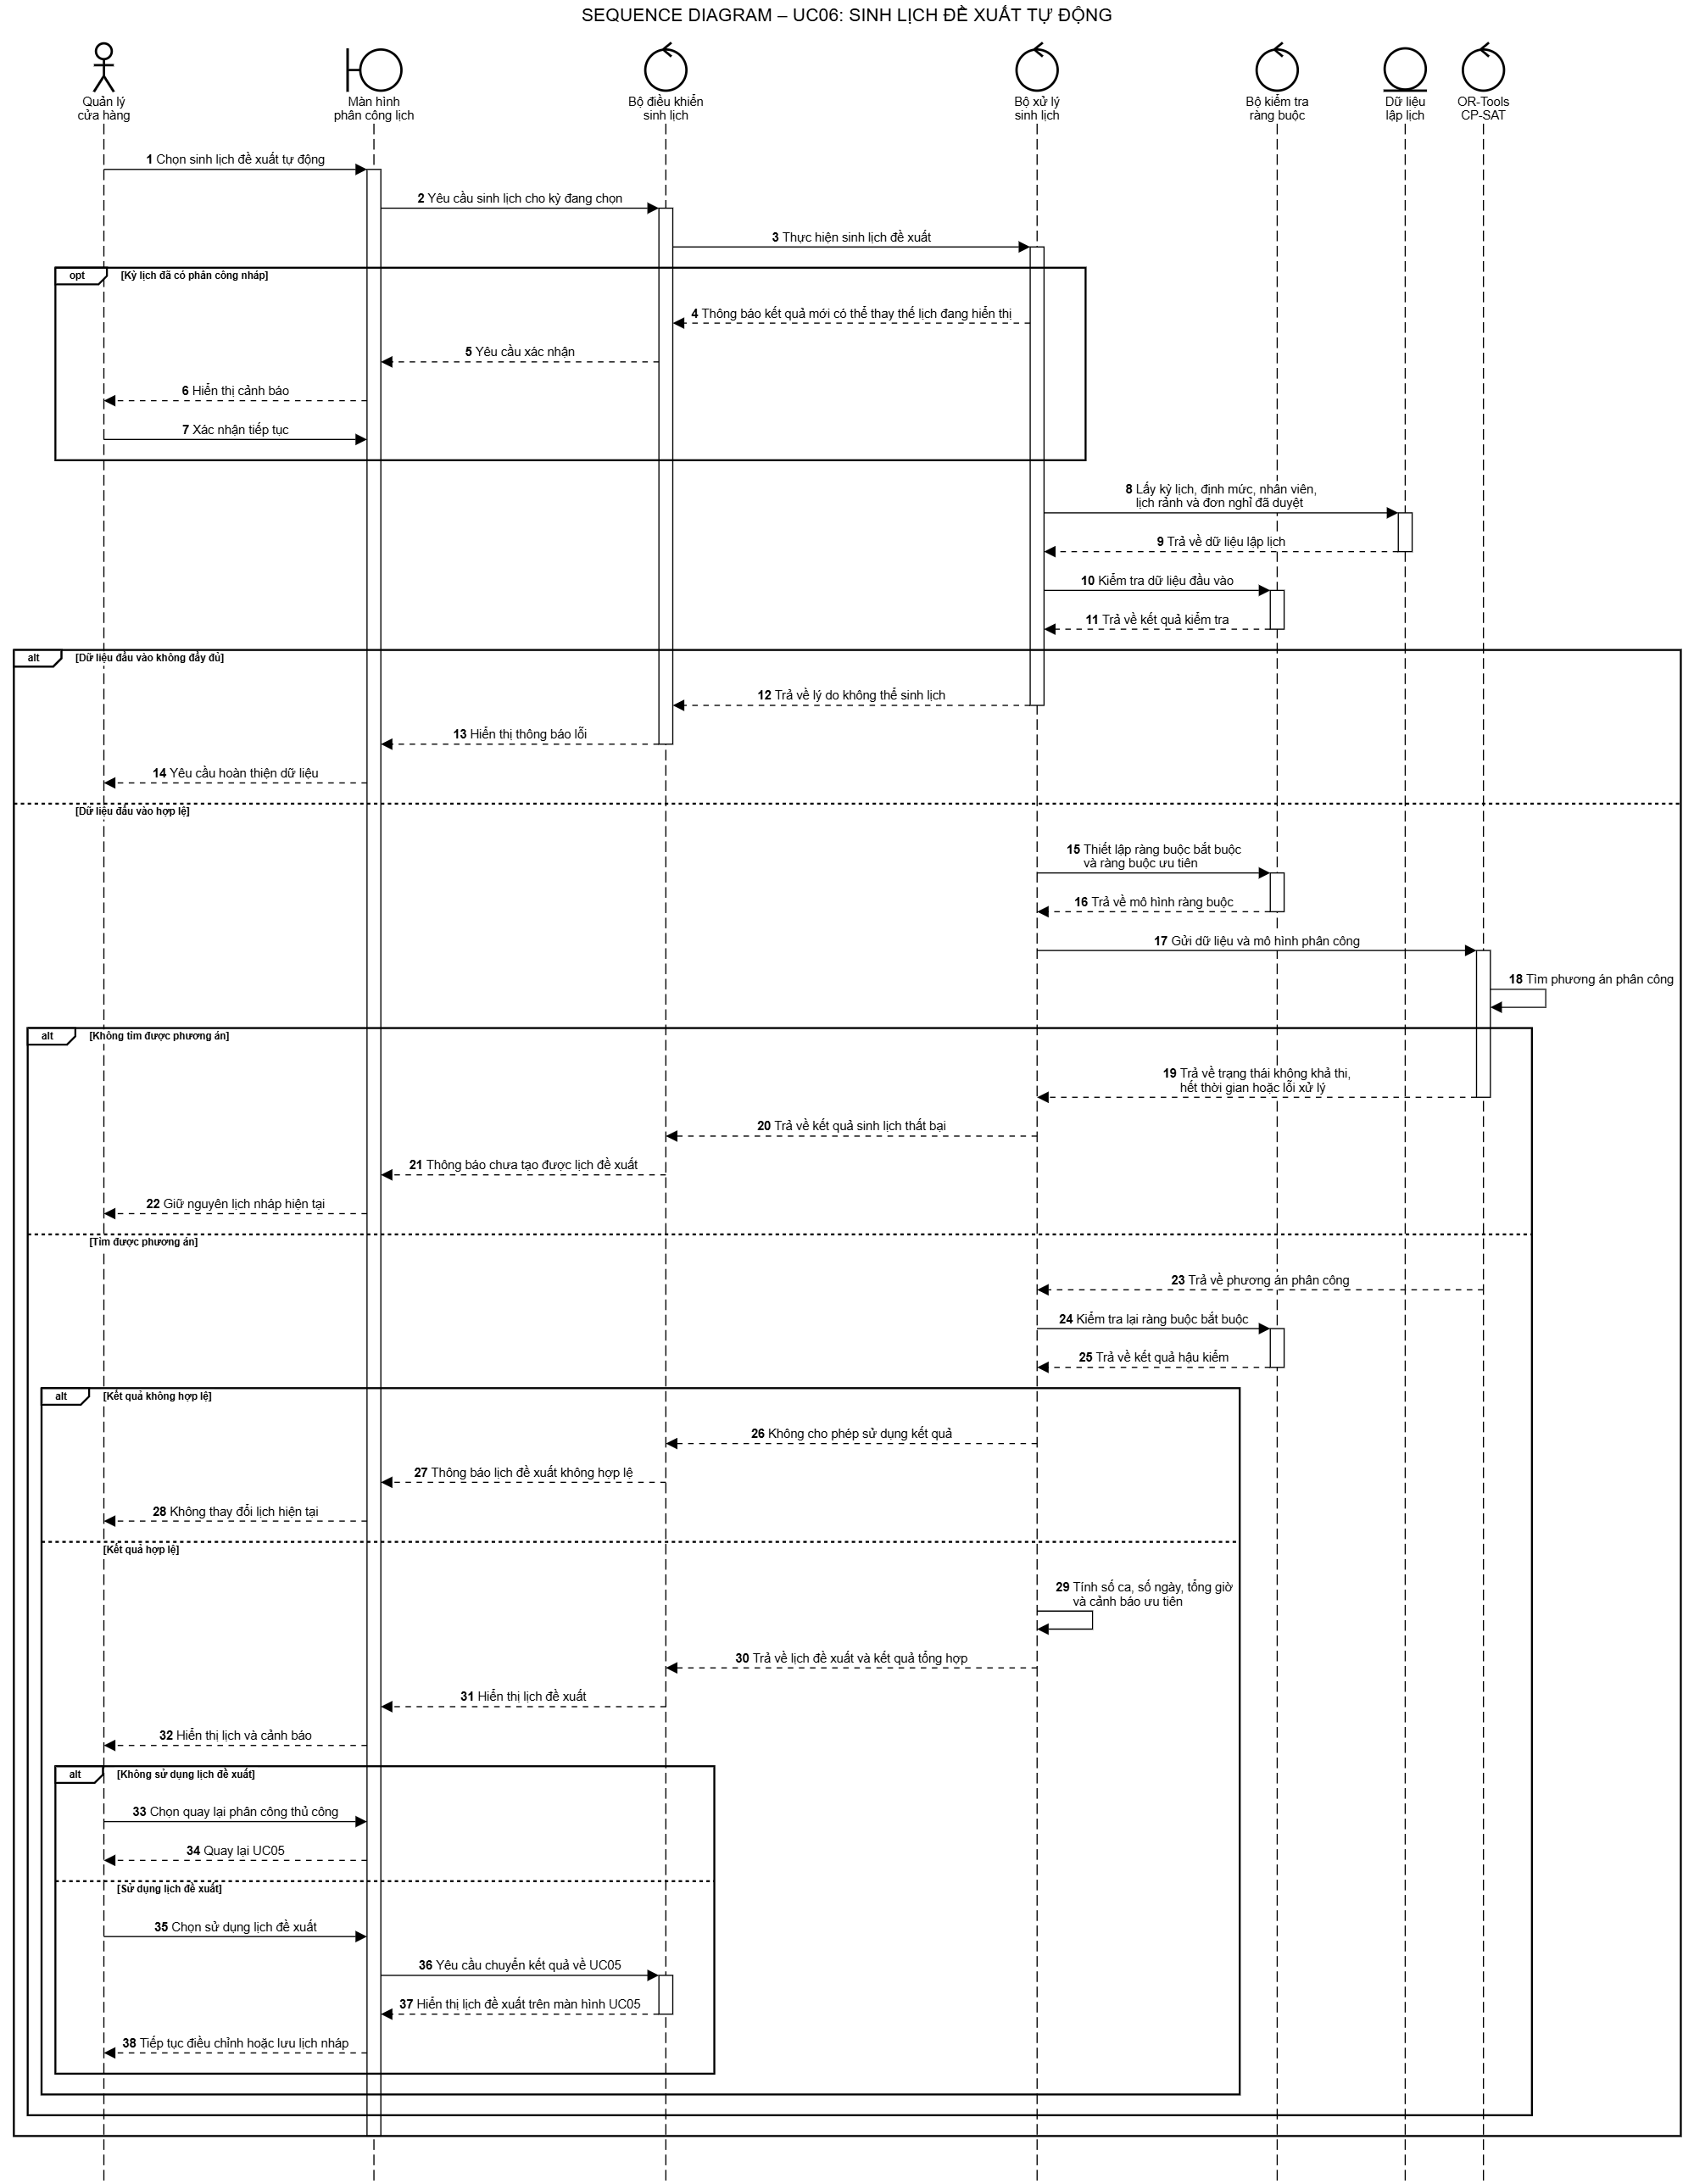 SEQUENCE DIAGRAM – UC06: SINH LỊCH ĐỀ XUẤT TỰ ĐỘNG
Quản lý
cửa hàng
Màn hình
phân công lịch
Bộ điều khiển
sinh lịch
Bộ xử lý
sinh lịch
Bộ kiểm tra
ràng buộc
Dữ liệu
lập lịch
OR-Tools
CP-SAT
1 Chọn sinh lịch đề xuất tự động
2 Yêu cầu sinh lịch cho kỳ đang chọn
3 Thực hiện sinh lịch đề xuất
opt [Kỳ lịch đã có phân công nháp]
4 Thông báo kết quả mới có thể thay thế lịch đang hiển thị
5 Yêu cầu xác nhận
6 Hiển thị cảnh báo
7 Xác nhận tiếp tục
8 Lấy kỳ lịch, định mức, nhân viên,
lịch rảnh và đơn nghỉ đã duyệt
9 Trả về dữ liệu lập lịch
10 Kiểm tra dữ liệu đầu vào
11 Trả về kết quả kiểm tra
alt [Dữ liệu đầu vào không đầy đủ]
12 Trả về lý do không thể sinh lịch
13 Hiển thị thông báo lỗi
14 Yêu cầu hoàn thiện dữ liệu
[Dữ liệu đầu vào hợp lệ]
15 Thiết lập ràng buộc bắt buộc
và ràng buộc ưu tiên
16 Trả về mô hình ràng buộc
17 Gửi dữ liệu và mô hình phân công
18 Tìm phương án phân công
alt [Không tìm được phương án]
19 Trả về trạng thái không khả thi,
hết thời gian hoặc lỗi xử lý
20 Trả về kết quả sinh lịch thất bại
21 Thông báo chưa tạo được lịch đề xuất
22 Giữ nguyên lịch nháp hiện tại
[Tìm được phương án]
23 Trả về phương án phân công
24 Kiểm tra lại ràng buộc bắt buộc
25 Trả về kết quả hậu kiểm
alt [Kết quả không hợp lệ]
26 Không cho phép sử dụng kết quả
27 Thông báo lịch đề xuất không hợp lệ
28 Không thay đổi lịch hiện tại
[Kết quả hợp lệ]
29 Tính số ca, số ngày, tổng giờ
và cảnh báo ưu tiên
30 Trả về lịch đề xuất và kết quả tổng hợp
31 Hiển thị lịch đề xuất
32 Hiển thị lịch và cảnh báo
alt [Không sử dụng lịch đề xuất]
33 Chọn quay lại phân công thủ công
34 Quay lại UC05
[Sử dụng lịch đề xuất]
35 Chọn sử dụng lịch đề xuất
36 Yêu cầu chuyển kết quả về UC05
37 Hiển thị lịch đề xuất trên màn hình UC05
38 Tiếp tục điều chỉnh hoặc lưu lịch nháp